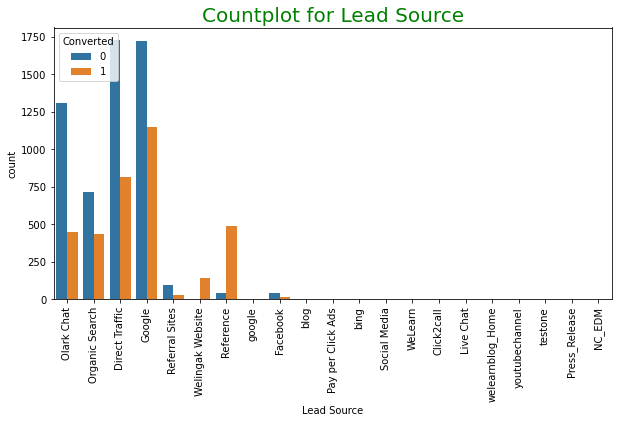 Countplot for Lead Source
Converted
0
1
count
1750
1500
1250
1000
750
500
250
0
Olark Chat
Organic Search
Direct Traffic
Google
Referral Sites
Welingak Website
Reference
google
Facebook
blog
Pay per Click Ads
bing
Social Media
WeLearn
Click2call
Live Chat
welearnblog_Home
youtubechannel
testone
Press_Release
NC_EDM
Lead Source